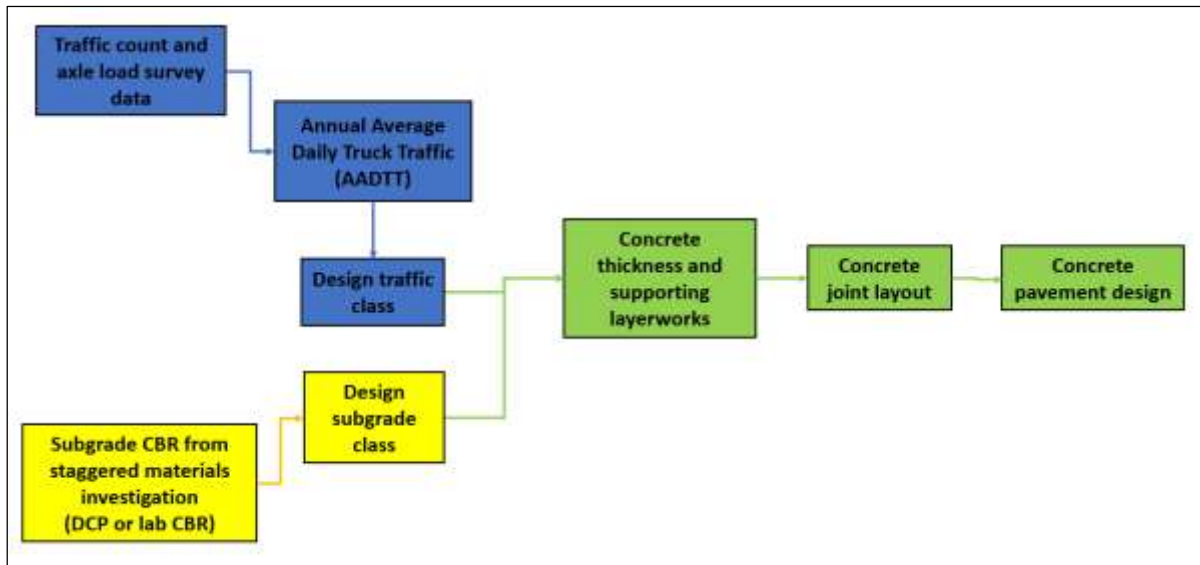 Traffic count and
axle load survey
data
Annual Average
Daily Truck Traffic
(AADTT)
Design traffic
class
Concrete
thickness and
supporting
layerworks
Concrete
joint layout
Concrete
pavement design
Design
subgrade
class
Subgrade CBR from
staggered materials
investigation
(DCP or lab CBR)